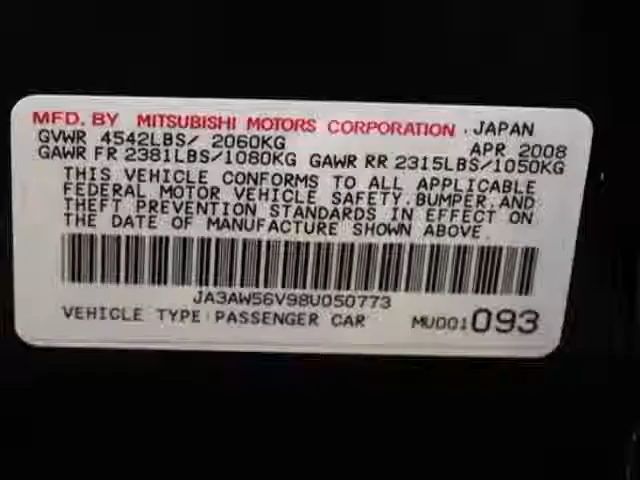 MFD. BY MITSUBISHI MOTORS CORPORATION, JAPAN
GVWR 4542LBS/ 2060KG APR 2008
GAWR FR 2381LBS/1080KG GAWR RR 2315LBS/1050KG
THIS VEHICLE CONFORMS TO ALL APPLICABLE
FEDERAL MOTOR VEHICLE SAFETY, BUMPER, AND
THEFT PREVENTION STANDARDS IN EFFECT ON
THE DATE OF MANUFACTURE SHOWN ABOVE.
JA3AW56V98U050773
VEHICLE TYPE:PASSENGER CAR MU001093